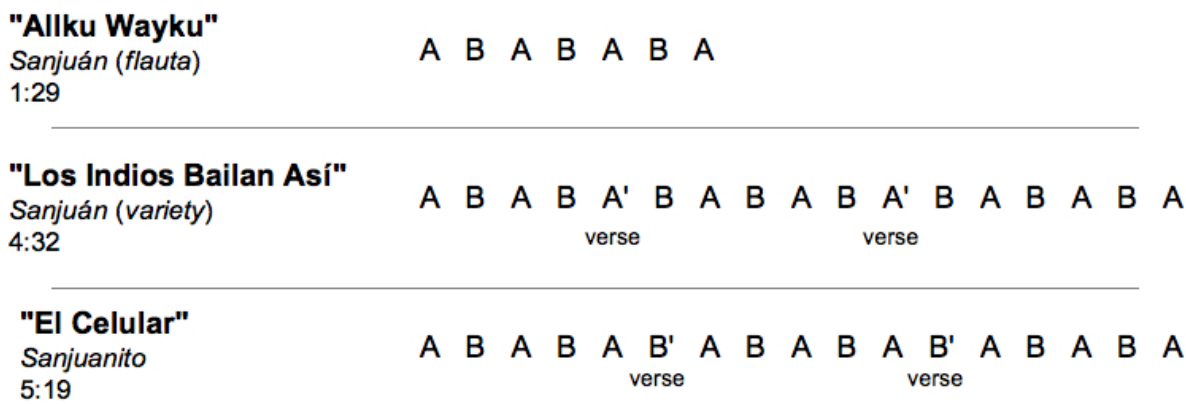 "Allku Wayku"
Sanjuán (flauta)
1:29
A B A B A B A
"Los Indios Bailan Así"
Sanjuán (variety)
4:32
A B A B A' B A B A B A' B A B A B A
verse verse
"El Celular"
Sanjuanito
5:19
A B A B A B' A B A B A B' A B A B A
verse verse